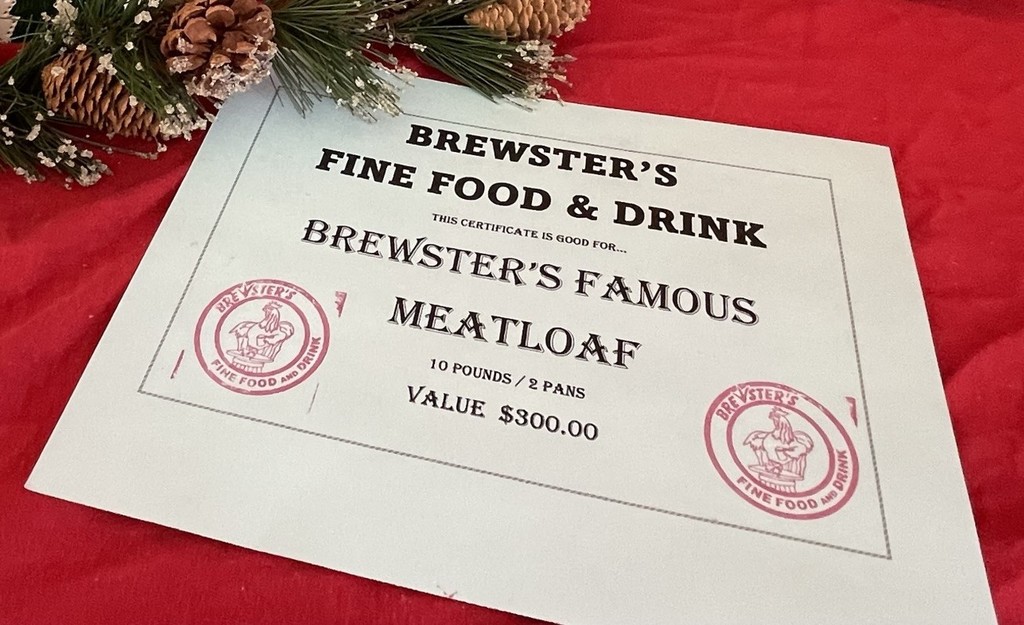 BREWSTER'S
FINE FOOD & DRINK
THIS CERTIFICATE IS GOOD FOR...
BREWSTER'S FAMOUS
MEATLOAF
10 POUNDS / 2 PANS
VALUE $300.00
BREWSTER'S
FINE FOOD AND DRINK
BREWSTER'S
FINE FOOD AND DRINK